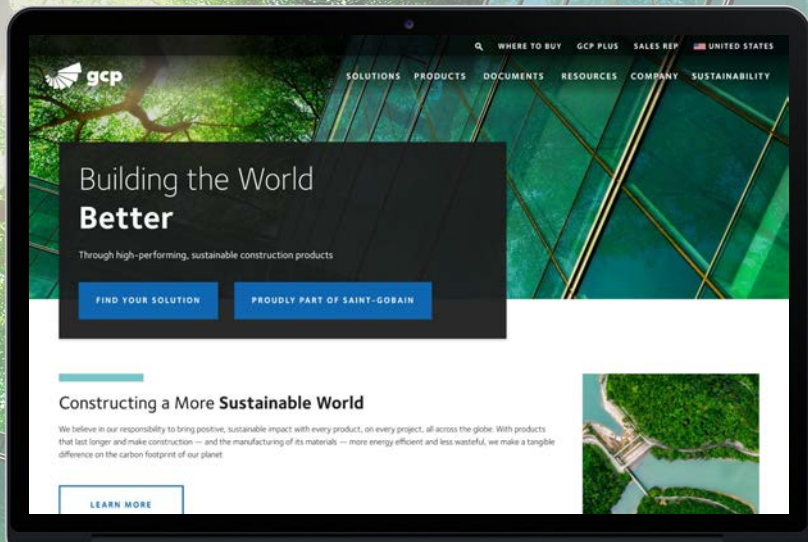 WHERE TO BUY GCP PLUS SALES REP UNITED STATES
gcp
SOLUTIONS PRODUCTS DOCUMENTS RESOURCES COMPANY SUSTAINABILITY
Building the World
Better
Through high-performing, sustainable construction products
FIND YOUR SOLUTION PROUDLY PART OF SAINT-GOBAIN
Constructing a More Sustainable World
We believe in our responsibility to bring positive, sustainable impact with every product, on every project, all across the globe. With products
that last longer and make construction — and the manufacturing of its materials — more energy efficient and less wasteful, we make a tangible
difference on the carbon footprint of our planet
LEARN MORE